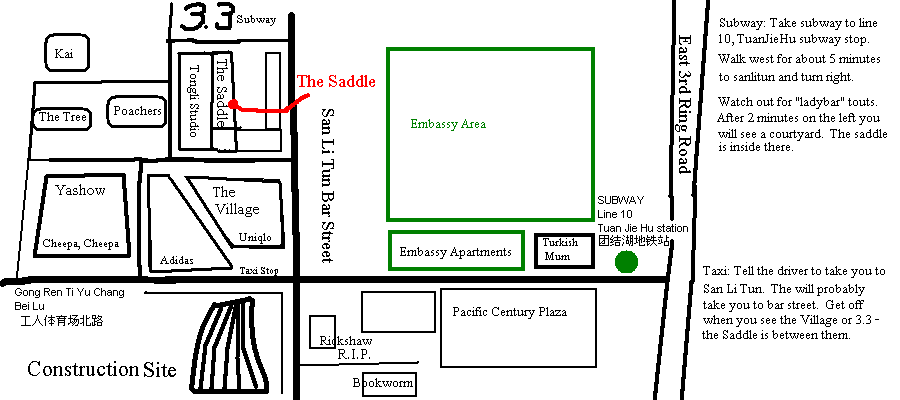 3.3 Subway
Kai
The Saddle
Tongli Studio
The Saddle
The Tree
Poachers
San Li Tun Bar Street
Embassy Area
East 3rd Ring Road
Yashow
Cheepa, Cheepa
The
Village
Uniqlo
Adidas
Taxi Stop
Embassy Apartments
Turkish
Mum
SUBWAY
Line 10
Tuan Jie Hu station
团结湖地铁站
Gong Ren Ti Yu Chang
Bei Lu
工人体育场北路
Construction Site
Rickshaw
R.I.P.
Bookworm
Pacific Century Plaza
Subway: Take subway to line
10, TuanJieHu subway stop.
Walk west for about 5 minutes
to sanlitun and turn right.
Watch out for "ladybar" touts.
After 2 minutes on the left you
will see a courtyard. The saddle
is inside there.
Taxi: Tell the driver to take you to
San Li Tun. The will probably
take you to bar street. Get off
when you see the Village or 3.3 -
the Saddle is between them.